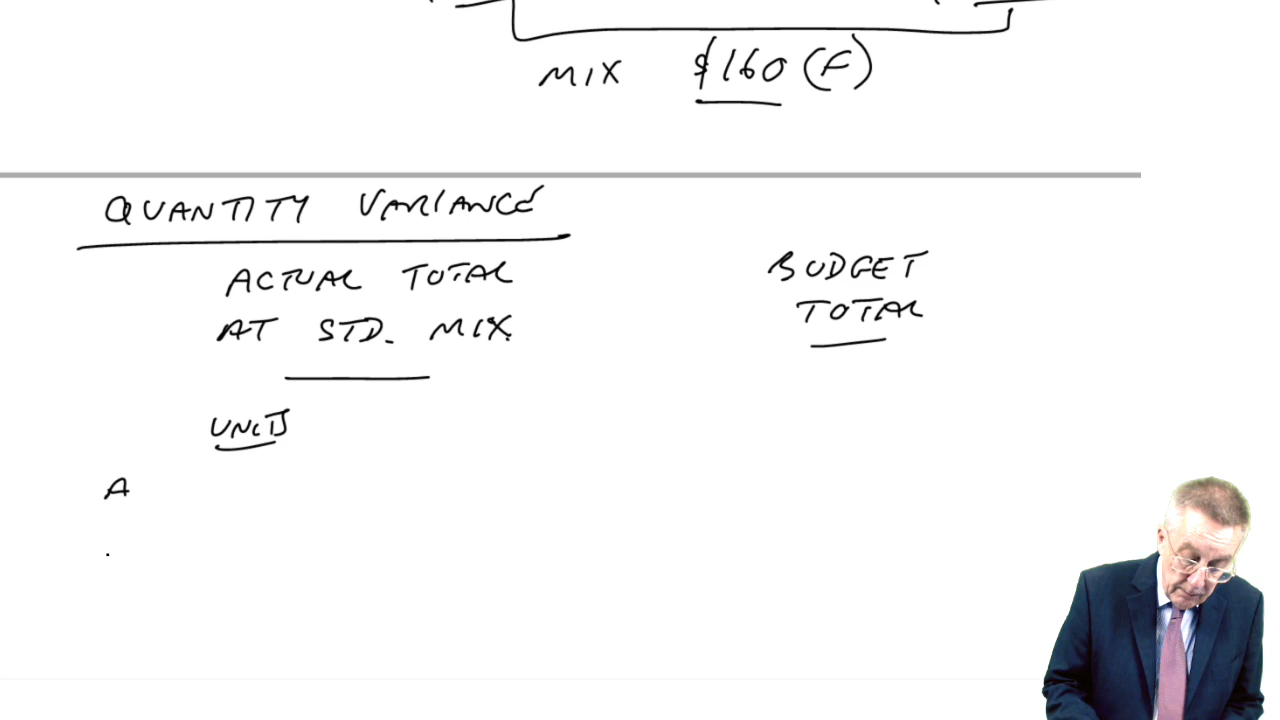 MIX $160 (F)
QUANTITY VARIANCE
ACTUAL TOTAL
AT STD. MIX.
BUDGET
TOTAL
UNITS
A